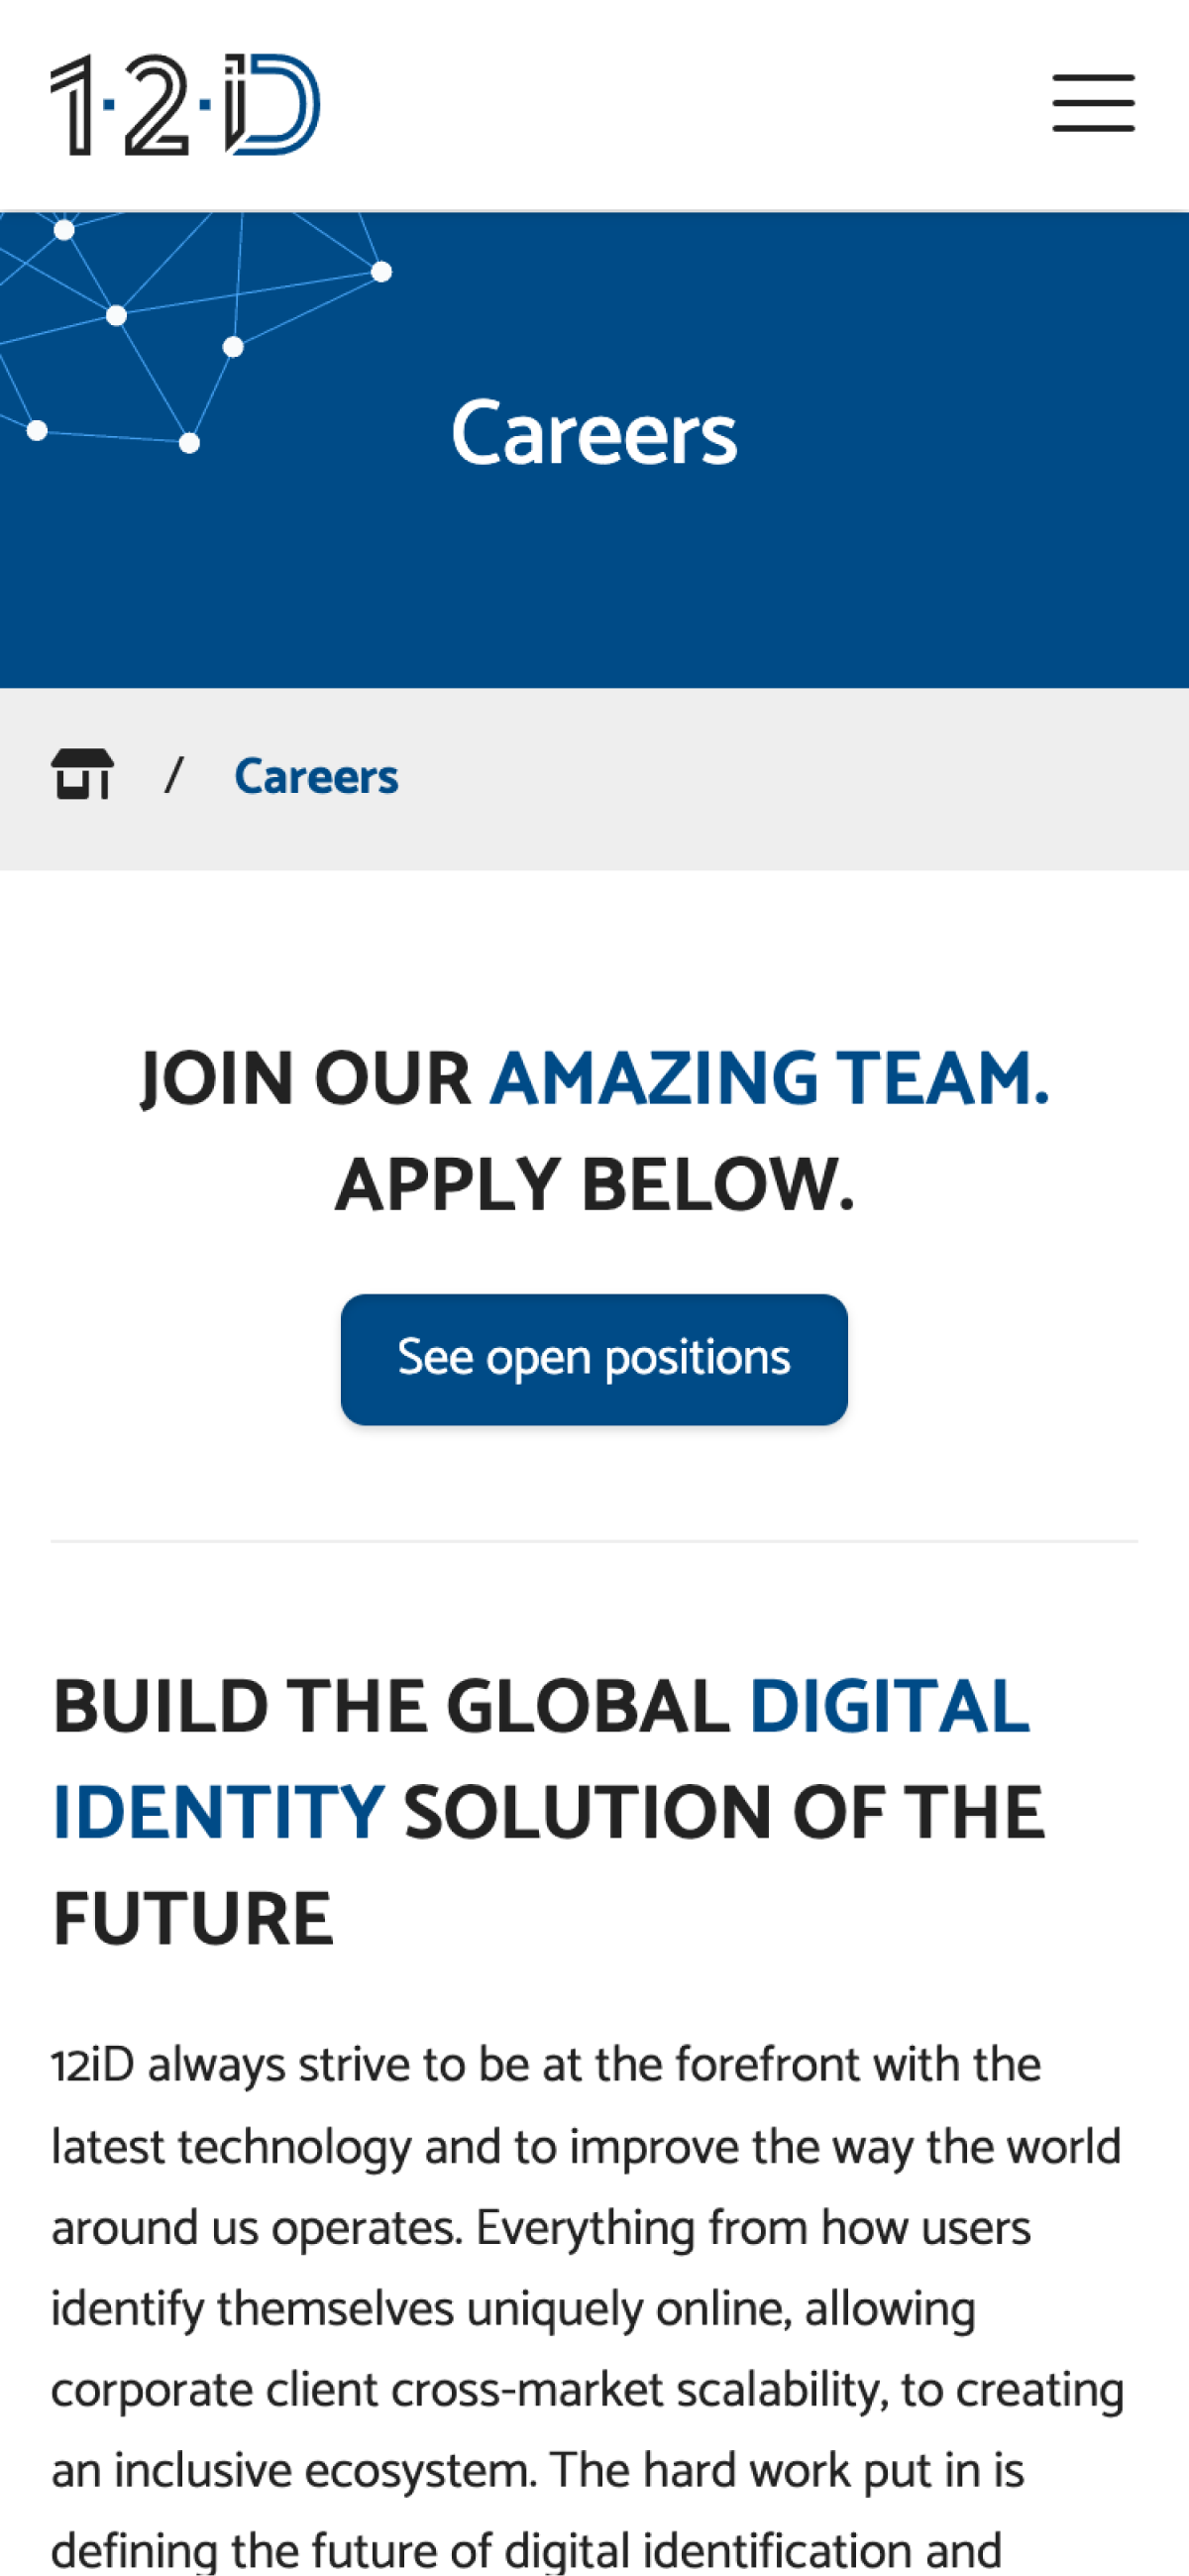 1·2·iD
Careers
/ Careers
JOIN OUR AMAZING TEAM.
APPLY BELOW.
See open positions
BUILD THE GLOBAL DIGITAL
IDENTITY SOLUTION OF THE
FUTURE
12iD always strive to be at the forefront with the
latest technology and to improve the way the world
around us operates. Everything from how users
identify themselves uniquely online, allowing
corporate client cross-market scalability, to creating
an inclusive ecosystem. The hard work put in is
defining the future of digital identification and